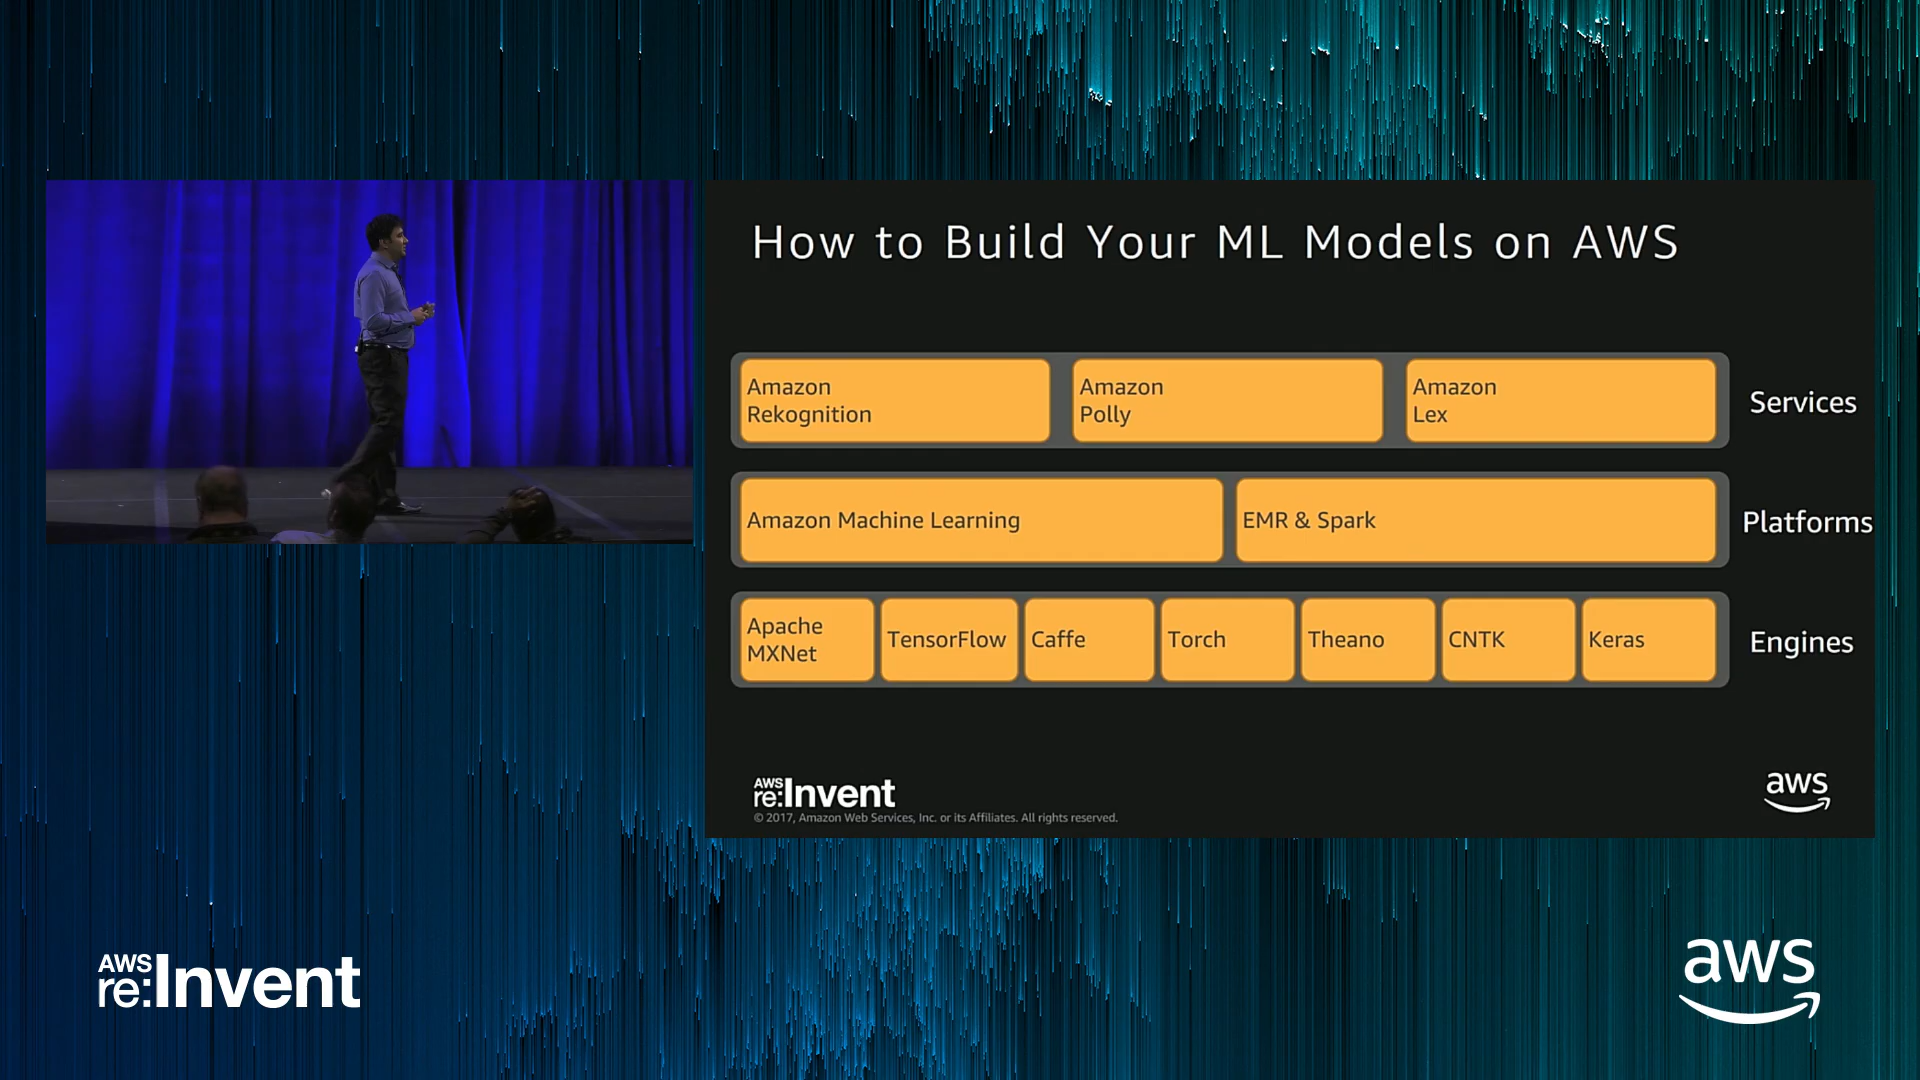 How to Build Your ML Models on AWS
Amazon
Rekognition
Amazon
Polly
Amazon
Lex
Services
Amazon Machine Learning
EMR & Spark
Platforms
Apache
MXNet
TensorFlow
Caffe
Torch
Theano
CNTK
Keras
Engines
AWS
re:Invent
© 2017, Amazon Web Services, Inc. or its Affiliates. All rights reserved.
aws
AWS
re:Invent
aws